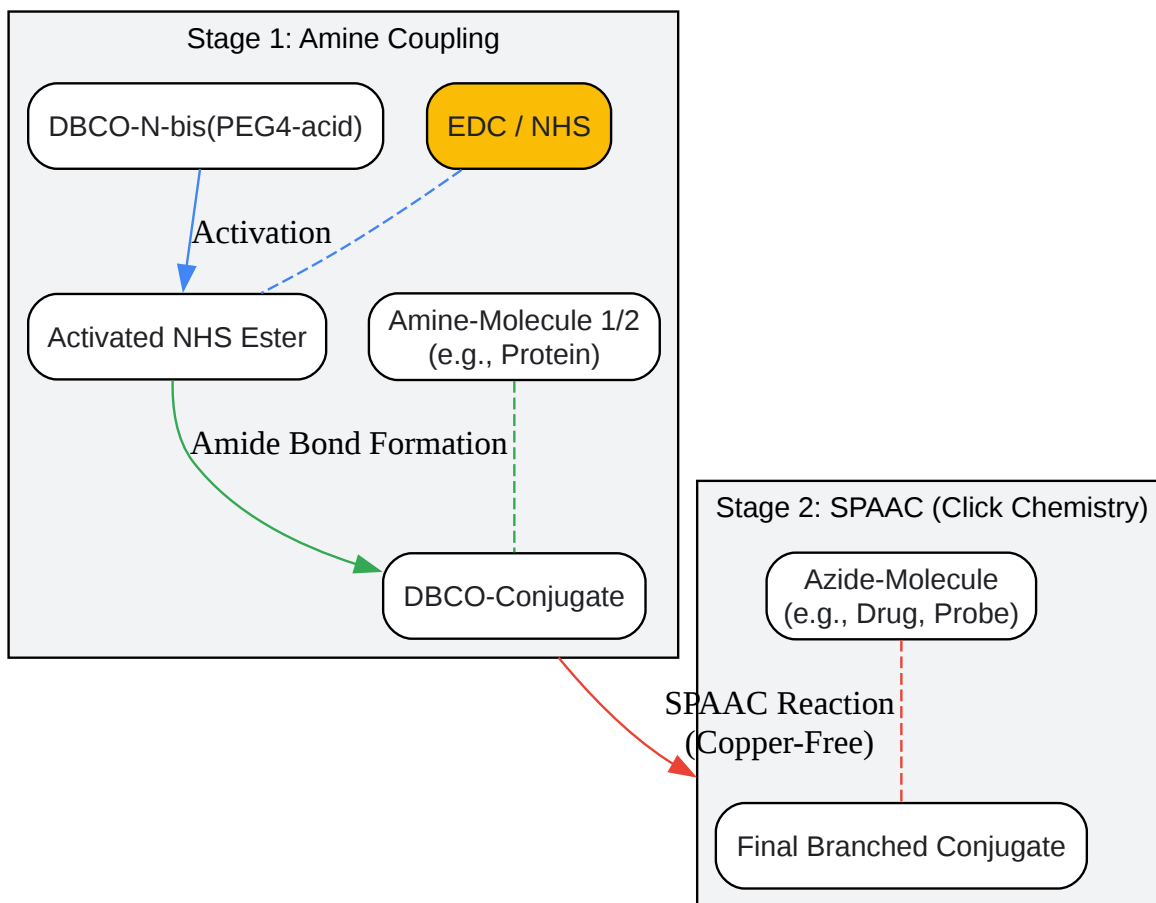 Stage 1: Amine Coupling
DBCO-N-bis(PEG4-acid)
EDC / NHS
Activation
Activated NHS Ester
Amine-Molecule 1/2
(e.g., Protein)
Amide Bond Formation
DBCO-Conjugate
Stage 2: SPAAC (Click Chemistry)
Azide-Molecule
(e.g., Drug, Probe)
SPAAC Reaction
(Copper-Free)
Final Branched Conjugate